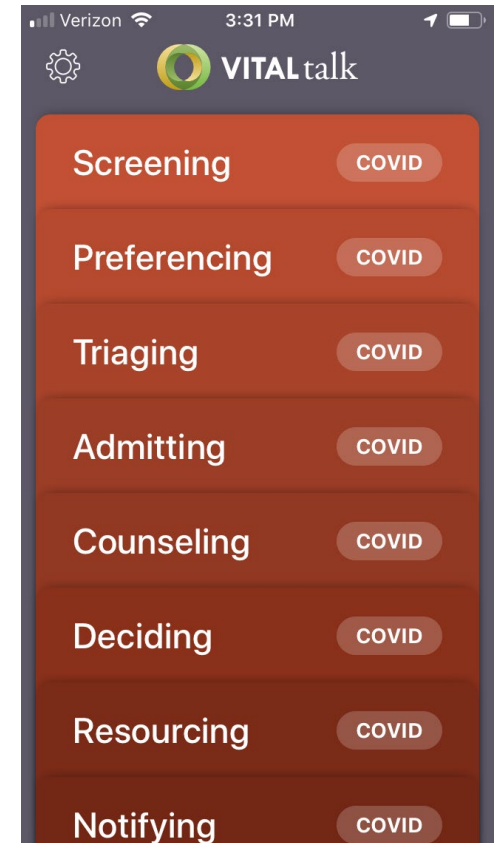 Verizon 3:31 PM
VITALtalk
Screening COVID
Preferencing COVID
Triaging COVID
Admitting COVID
Counseling COVID
Deciding COVID
Resourcing COVID
Notifying COVID